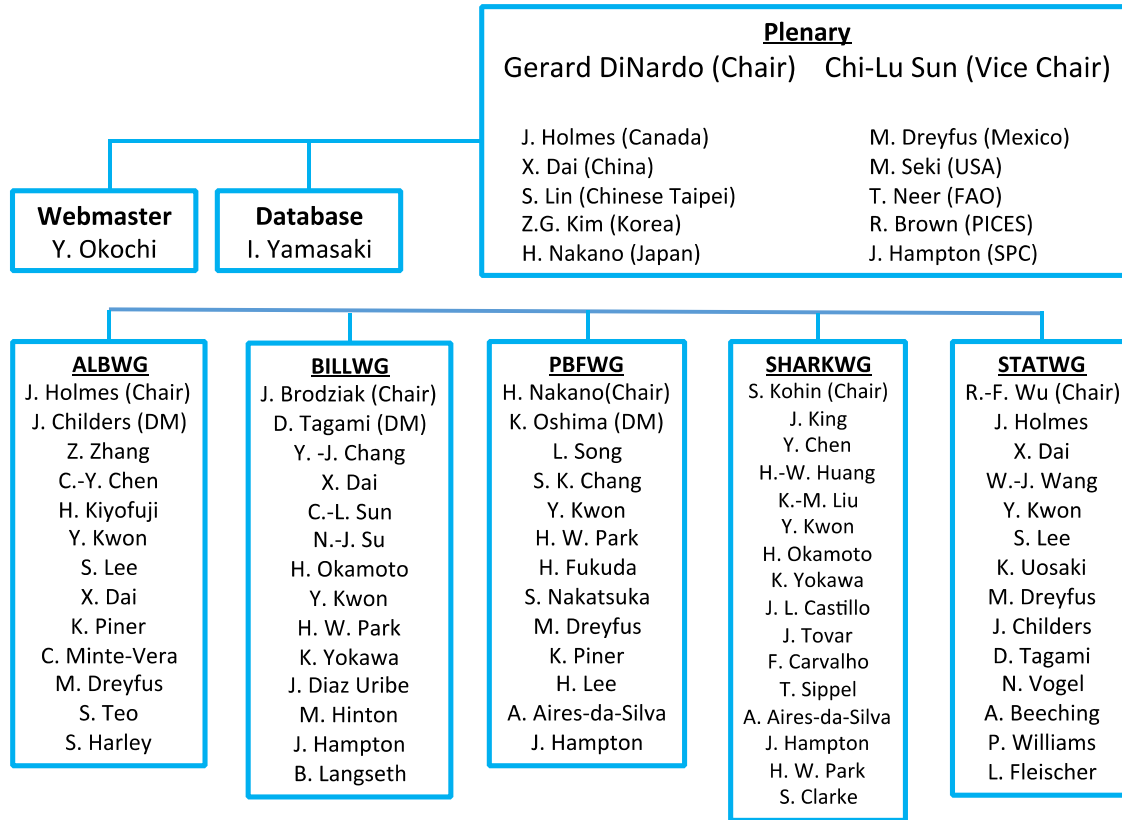 Plenary
Gerard DiNardo (Chair) Chi-Lu Sun (Vice Chair)
J. Holmes (Canada)
X. Dai (China)
S. Lin (Chinese Taipei)
Z.G. Kim (Korea)
H. Nakano (Japan)
M. Dreyfus (Mexico)
M. Seki (USA)
T. Neer (FAO)
R. Brown (PICES)
J. Hampton (SPC)
Webmaster
Y. Okochi
Database
I. Yamasaki
ALBWG
J. Holmes (Chair)
J. Childers (DM)
Z. Zhang
C.-Y. Chen
H. Kiyofuji
Y. Kwon
S. Lee
X. Dai
K. Piner
C. Minte-Vera
M. Dreyfus
S. Teo
S. Harley
BILLWG
J. Brodziak (Chair)
D. Tagami (DM)
Y. -J. Chang
X. Dai
C.-L. Sun
N.-J. Su
H. Okamoto
Y. Kwon
H. W. Park
K. Yokawa
J. Diaz Uribe
M. Hinton
J. Hampton
B. Langseth
PBFWG
H. Nakano(Chair)
K. Oshima (DM)
L. Song
S. K. Chang
Y. Kwon
H. W. Park
H. Fukuda
S. Nakatsuka
M. Dreyfus
K. Piner
H. Lee
A. Aires-da-Silva
J. Hampton
SHARKWG
S. Kohin (Chair)
J. King
Y. Chen
H.-W. Huang
K.-M. Liu
Y. Kwon
H. Okamoto
K. Yokawa
J. L. Castillo
J. Tovar
F. Carvalho
T. Sippel
A. Aires-da-Silva
J. Hampton
H. W. Park
S. Clarke
STATWG
R.-F. Wu (Chair)
J. Holmes
X. Dai
W.-J. Wang
Y. Kwon
S. Lee
K. Uosaki
M. Dreyfus
J. Childers
D. Tagami
N. Vogel
A. Beeching
P. Williams
L. Fleischer